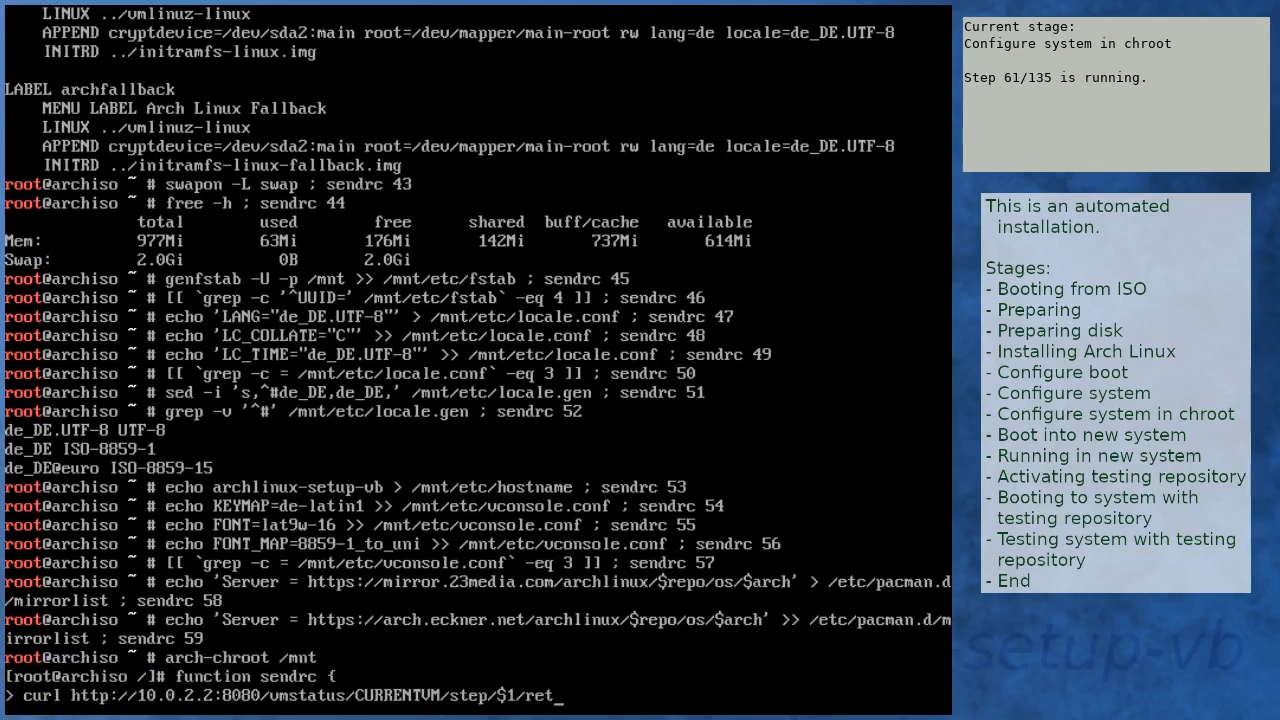 LINUX ../vmlinuz-linux
APPEND cryptdevice=/dev/sda2:main root=/dev/mapper/main-root rw lang=de locale=de_DE.UTF-8
INITRD ../initramfs-linux.img
LABEL archfallback
MENU LABEL Arch Linux Fallback
LINUX ../vmlinuz-linux
APPEND cryptdevice=/dev/sda2:main root=/dev/mapper/main-root rw lang=de locale=de_DE.UTF-8
INITRD ../initramfs-linux-fallback.img
root@archiso ~ # swapon -L swap ; sendrc 43
root@archiso ~ # free -h ; sendrc 44
total used free shared buff/cache available
Mem: 977Mi 63Mi 176Mi 142Mi 737Mi 614Mi
Swap: 2.0Gi 0B 2.0Gi
root@archiso ~ # genfstab -U -p /mnt >> /mnt/etc/fstab ; sendrc 45
root@archiso ~ # [[ `grep -c '^UUID=' /mnt/etc/fstab` -eq 4 ]] ; sendrc 46
root@archiso ~ # echo 'LANG="de_DE.UTF-8"' > /mnt/etc/locale.conf ; sendrc 47
root@archiso ~ # echo 'LC_COLLATE="C"' >> /mnt/etc/locale.conf ; sendrc 48
root@archiso ~ # echo 'LC_TIME="de_DE.UTF-8"' >> /mnt/etc/locale.conf ; sendrc 49
root@archiso ~ # [[ `grep -c = /mnt/etc/locale.conf` -eq 3 ]] ; sendrc 50
root@archiso ~ # sed -i 's,^#de_DE,de_DE,' /mnt/etc/locale.gen ; sendrc 51
root@archiso ~ # grep -v '^#' /mnt/etc/locale.gen ; sendrc 52
de_DE.UTF-8 UTF-8
de_DE ISO-8859-1
de_DE@euro ISO-8859-15
root@archiso ~ # echo archlinux-setup-vb > /mnt/etc/hostname ; sendrc 53
root@archiso ~ # echo KEYMAP=de-latin1 >> /mnt/etc/vconsole.conf ; sendrc 54
root@archiso ~ # echo FONT=lat9w-16 >> /mnt/etc/vconsole.conf ; sendrc 55
root@archiso ~ # echo FONT_MAP=8859-1_to_uni >> /mnt/etc/vconsole.conf ; sendrc 56
root@archiso ~ # [[ `grep -c = /mnt/etc/vconsole.conf` -eq 3 ]] ; sendrc 57
root@archiso ~ # echo 'Server = https://mirror.23media.com/archlinux/$repo/os/$arch' > /etc/pacman.d
/mirrorlist ; sendrc 58
root@archiso ~ # echo 'Server = https://arch.eckner.net/archlinux/$repo/os/$arch' >> /etc/pacman.d/m
irrorlist ; sendrc 59
root@archiso ~ # arch-chroot /mnt
[root@archiso /]# function sendrc {
> curl http://10.0.2.2:8080/vmstatus/CURRENTVM/step/$1/ret_
Current stage:
Configure system in chroot
Step 61/135 is running.
This is an automated
installation.
Stages:
- Booting from ISO
- Preparing
- Preparing disk
- Installing Arch Linux
- Configure boot
- Configure system
- Configure system in chroot
- Boot into new system
- Running in new system
- Activating testing repository
- Booting to system with
testing repository
- Testing system with testing
repository
- End
-setup-vb